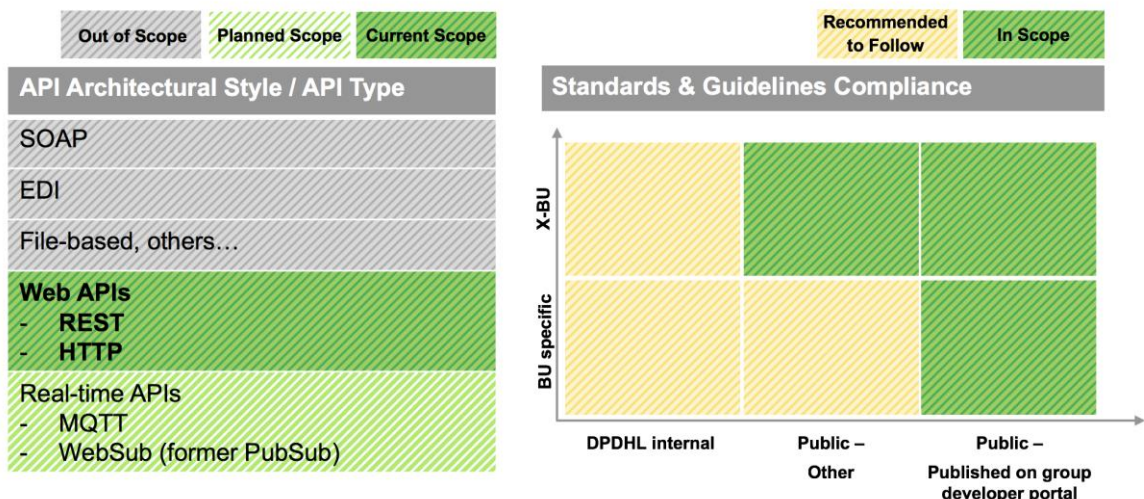 Out of Scope
Planned Scope
Current Scope
API Architectural Style / API Type
SOAP
EDI
File-based, others…
Web APIs
- REST
- HTTP
Real-time APIs
- MQTT
- WebSub (former PubSub)
Recommended
to Follow
In Scope
Standards & Guidelines Compliance
X-BU
BU specific
DPDHL internal
Public –
Other
Public –
Published on group
developer portal